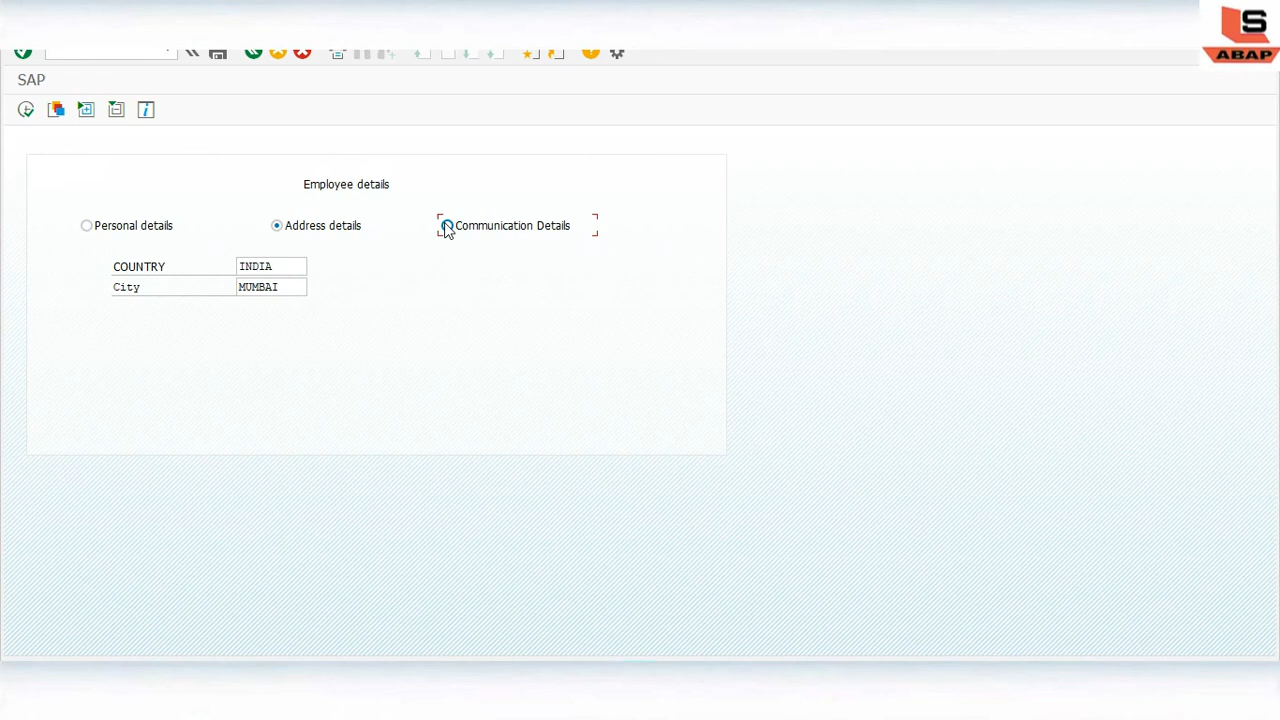 S
ABAP
SAP
Employee details
Personal details Address details Communication Details
COUNTRY INDIA
City MUMBAI